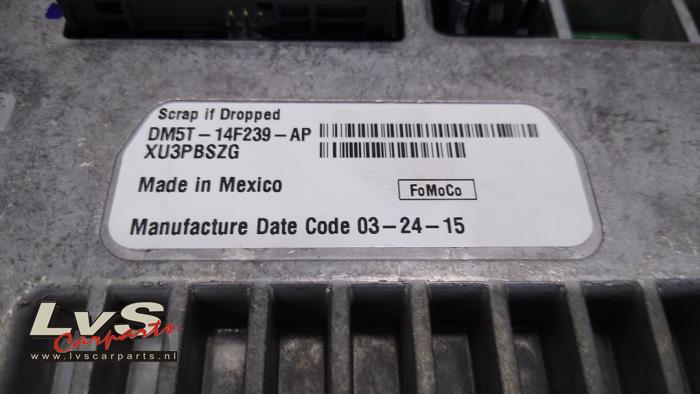 Scrap if Dropped
DM5T-14F239-AP
XU3PBSZG
Made in Mexico
FoMoCo
Manufacture Date Code 03-24-15
LvS
Carparts
www.lvscarparts.nl